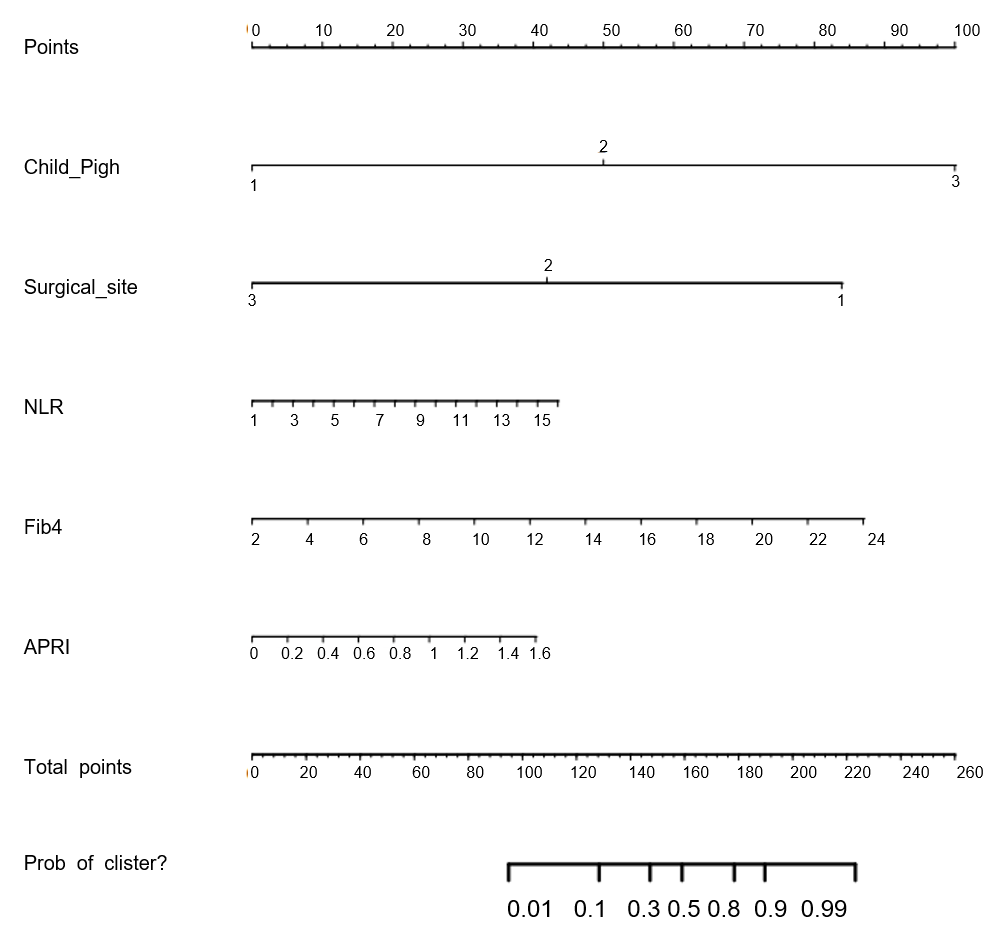 0 10 20 30 40 50 60 70 80 90 100
Points
2
Child_Pigh
1 3
2
Surgical_site
3 1
NLR
1 3 5 7 9 11 13 15
Fib4
2 4 6 8 10 12 14 16 18 20 22 24
APRI
0 0.2 0.4 0.6 0.8 1 1.2 1.4 1.6
Total points
0 20 40 60 80 100 120 140 160 180 200 220 240 260
Prob of clister?
0.01 0.1 0.3 0.5 0.8 0.9 0.99